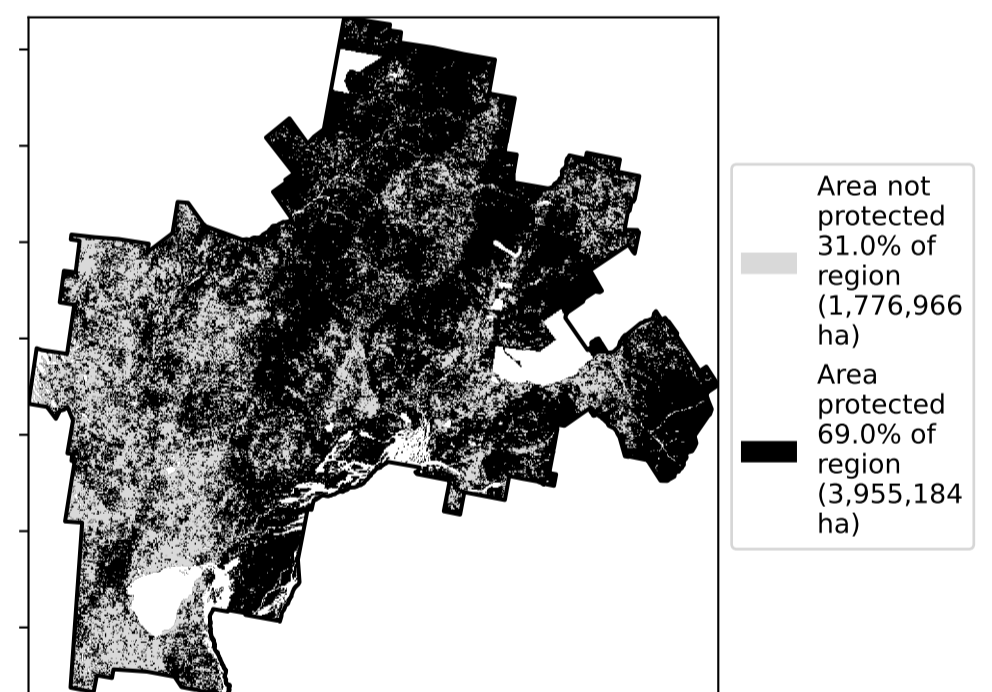 Area not
protected
31.0% of
region
(1,776,966
ha)
Area
protected
69.0% of
region
(3,955,184
ha)